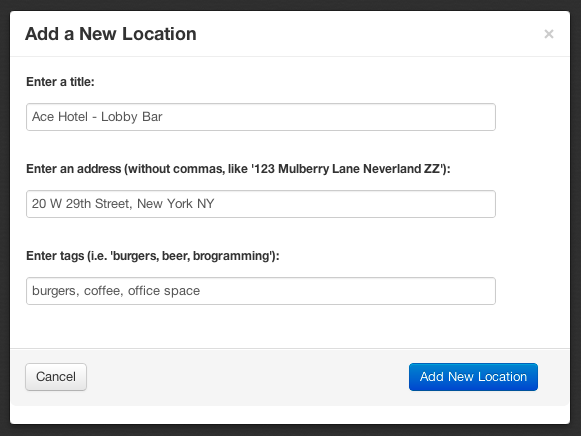 Add a New Location ×
Enter a title:
Ace Hotel - Lobby Bar
Enter an address (without commas, like '123 Mulberry Lane Neverland ZZ'):
20 W 29th Street, New York NY
Enter tags (i.e. 'burgers, beer, brogramming'):
burgers, coffee, office space
Cancel Add New Location